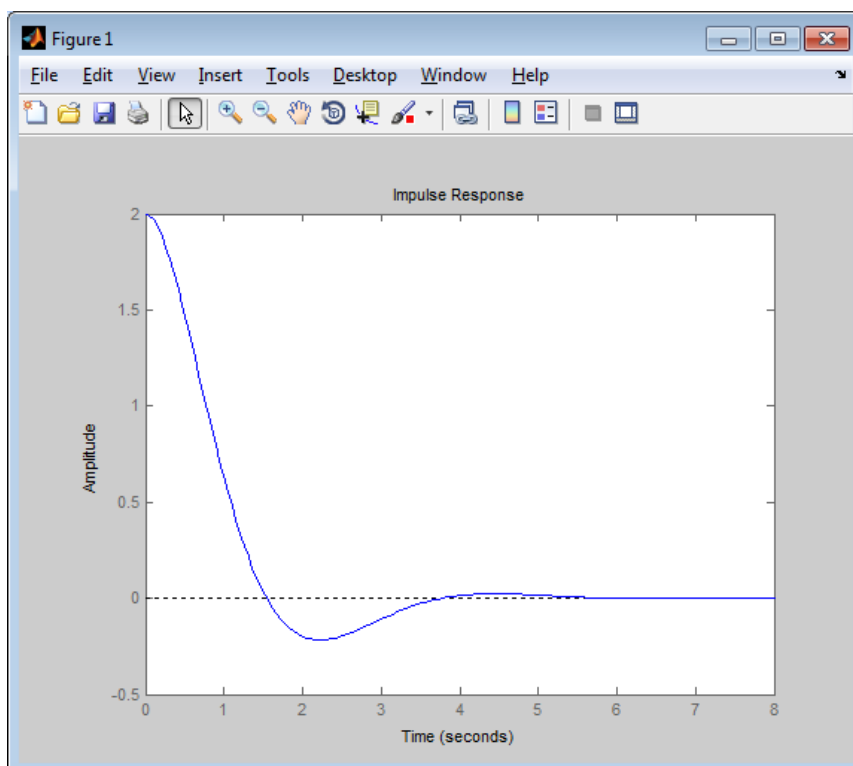 Figure 1
File Edit View Insert Tools Desktop Window Help
Impulse Response
2
1.5
1
0.5
0
-0.5
Amplitude
0 1 2 3 4 5 6 7 8
Time (seconds)